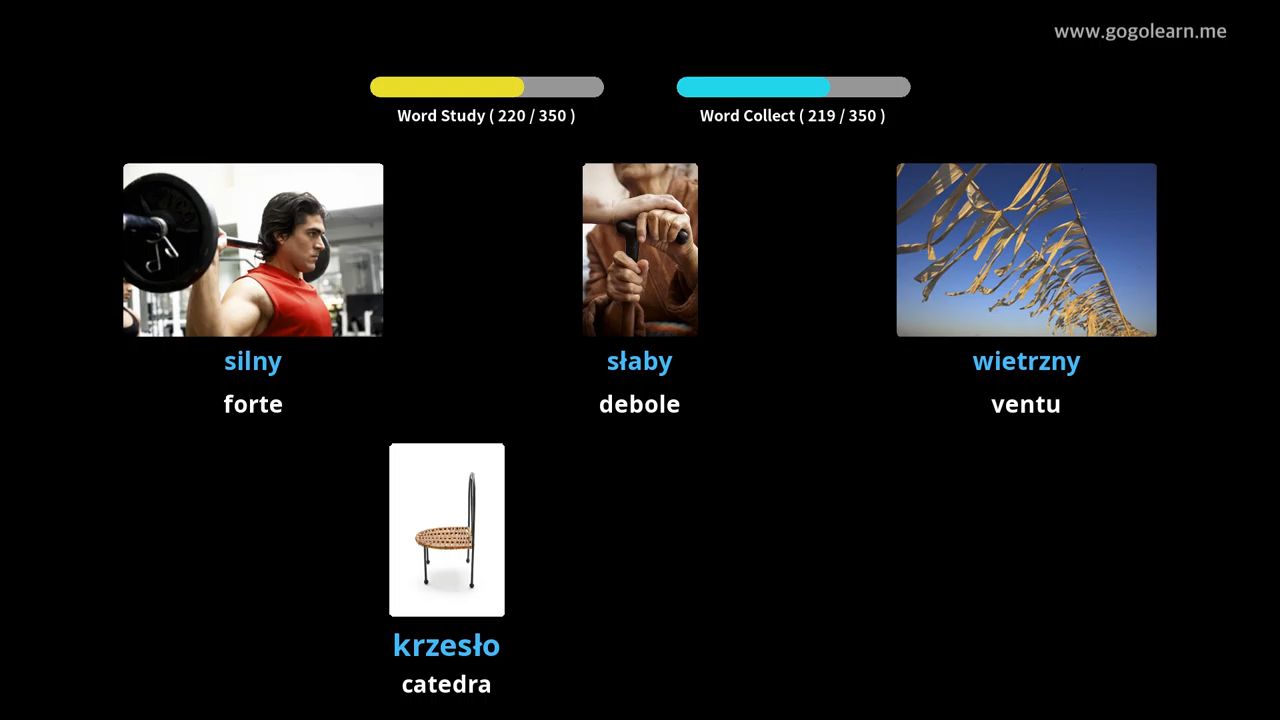 www.gogolearn.me
Word Study ( 220 / 350 )
Word Collect ( 219 / 350 )
silny
słaby
wietrzny
forte
debole
ventu
krzesło
catedra